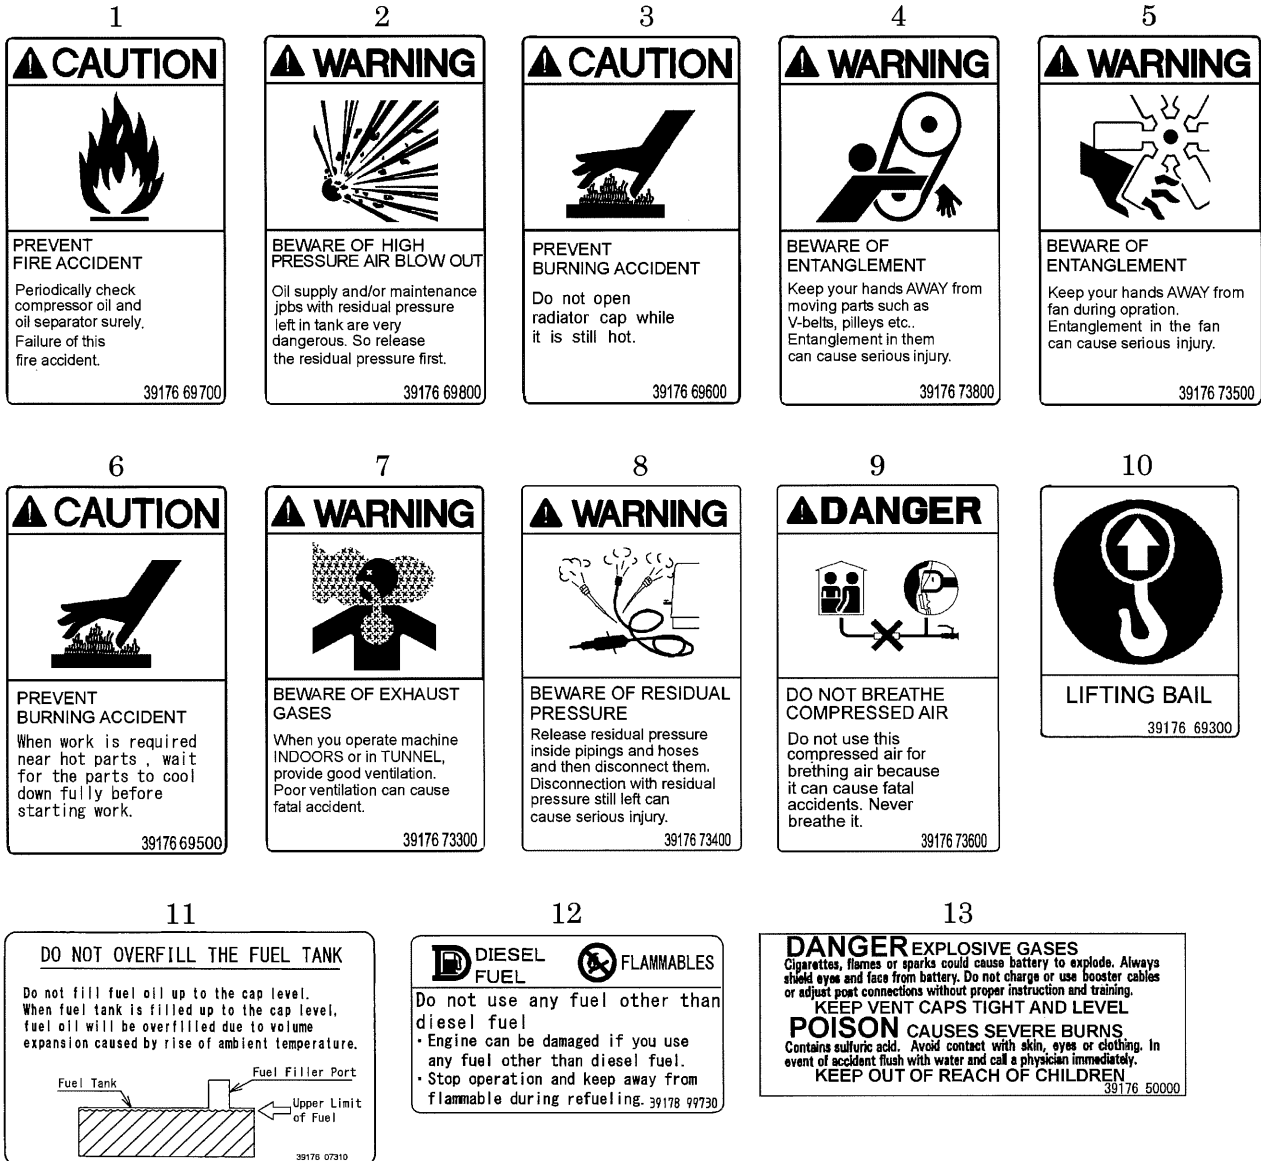 1
CAUTION
PREVENT
FIRE ACCIDENT
Periodically check
compressor oil and
oil separator surely.
Failure of this
fire accident.
39176 69700
2
WARNING
BEWARE OF HIGH
PRESSURE AIR BLOW OUT
Oil supply and/or maintenance
jpbs with residual pressure
left in tank are very
dangerous. So release
the residual pressure first.
39176 69800
3
CAUTION
PREVENT
BURNING ACCIDENT
Do not open
radiator cap while
it is still hot.
39176 69600
4
WARNING
BEWARE OF
ENTANGLEMENT
Keep your hands AWAY from
moving parts such as
V-belts, pilleys etc..
Entanglement in them
can cause serious injury.
39176 73800
5
WARNING
BEWARE OF
ENTANGLEMENT
Keep your hands AWAY from
fan during opration.
Entanglement in the fan
can cause serious injury.
39176 73500
6
CAUTION
PREVENT
BURNING ACCIDENT
When work is required
near hot parts , wait
for the parts to cool
down fully before
starting work.
39176 69500
7
WARNING
BEWARE OF EXHAUST
GASES
When you operate machine
INDOORS or in TUNNEL,
provide good ventilation.
Poor ventilation can cause
fatal accident.
39176 73300
8
WARNING
BEWARE OF RESIDUAL
PRESSURE
Release residual pressure
inside pipings and hoses
and then disconnect them.
Disconnection with residual
pressure still left can
cause serious injury.
39176 73400
9
DANGER
DO NOT BREATHE
COMPRESSED AIR
Do not use this
compressed air for
brething air because
it can cause fatal
accidents. Never
breathe it.
39176 73600
10
LIFTING BAIL
39176 69300
11
DO NOT OVERFILL THE FUEL TANK
Do not fill fuel oil up to the cap level.
When fuel tank is filled up to the cap level,
fuel oil will be overfilled due to volume
expansion caused by rise of ambient temperature.
Fuel Tank
Fuel Filler Port
Upper Limit
of Fuel
39176 07310
12
DIESEL
FUEL
FLAMMABLES
Do not use any fuel other than
diesel fuel
・Engine can be damaged if you use
any fuel other than diesel fuel.
・Stop operation and keep away from
flammable during refueling. 39178 99730
13
DANGER EXPLOSIVE GASES
Cigarettes, flames or sparks could cause battery to explode. Always
shield eyes and face from battery. Do not charge or use booster cables
or adjust post connections without proper instruction and training.
KEEP VENT CAPS TIGHT AND LEVEL
POISON CAUSES SEVERE BURNS
Contains sulfuric acid. Avoid contact with skin, eyes or clothing. In
event of accident flush with water and call a physician immediately.
KEEP OUT OF REACH OF CHILDREN
39176 50000